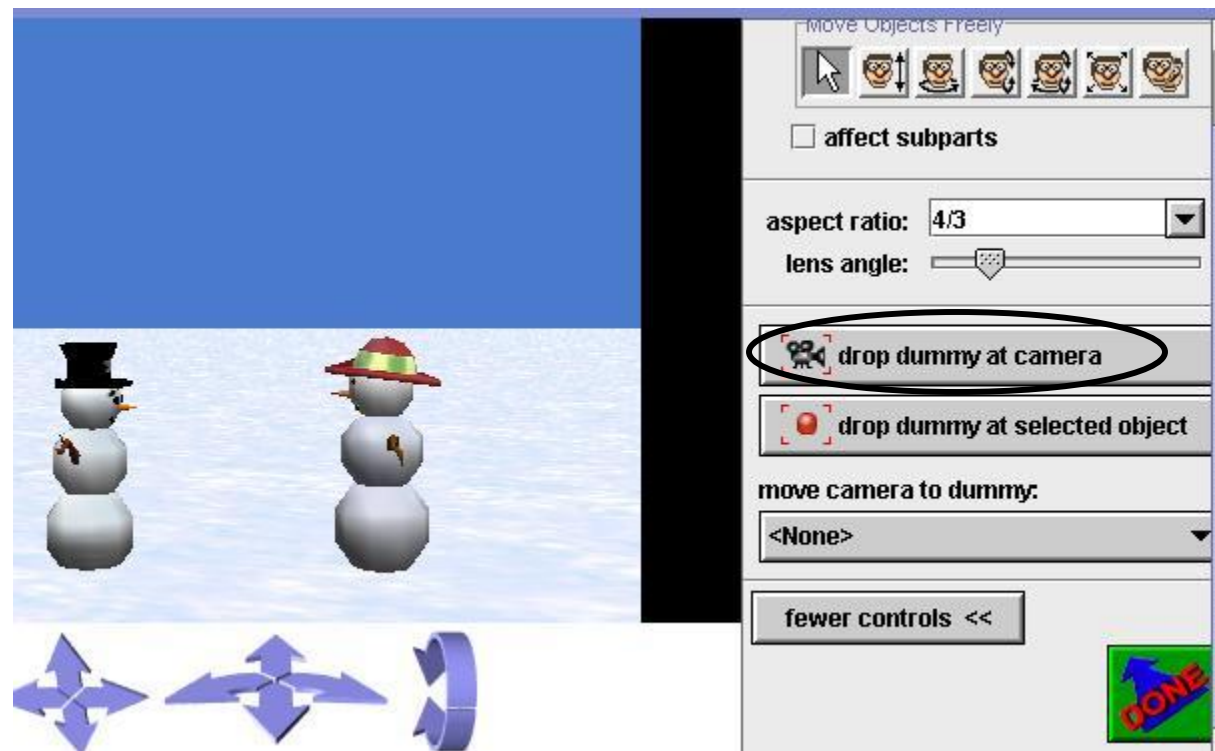 Move Objects Freely
affect subparts
aspect ratio: 4/3
lens angle:
drop dummy at camera
drop dummy at selected object
move camera to dummy:
<None>
fewer controls <<
DONE